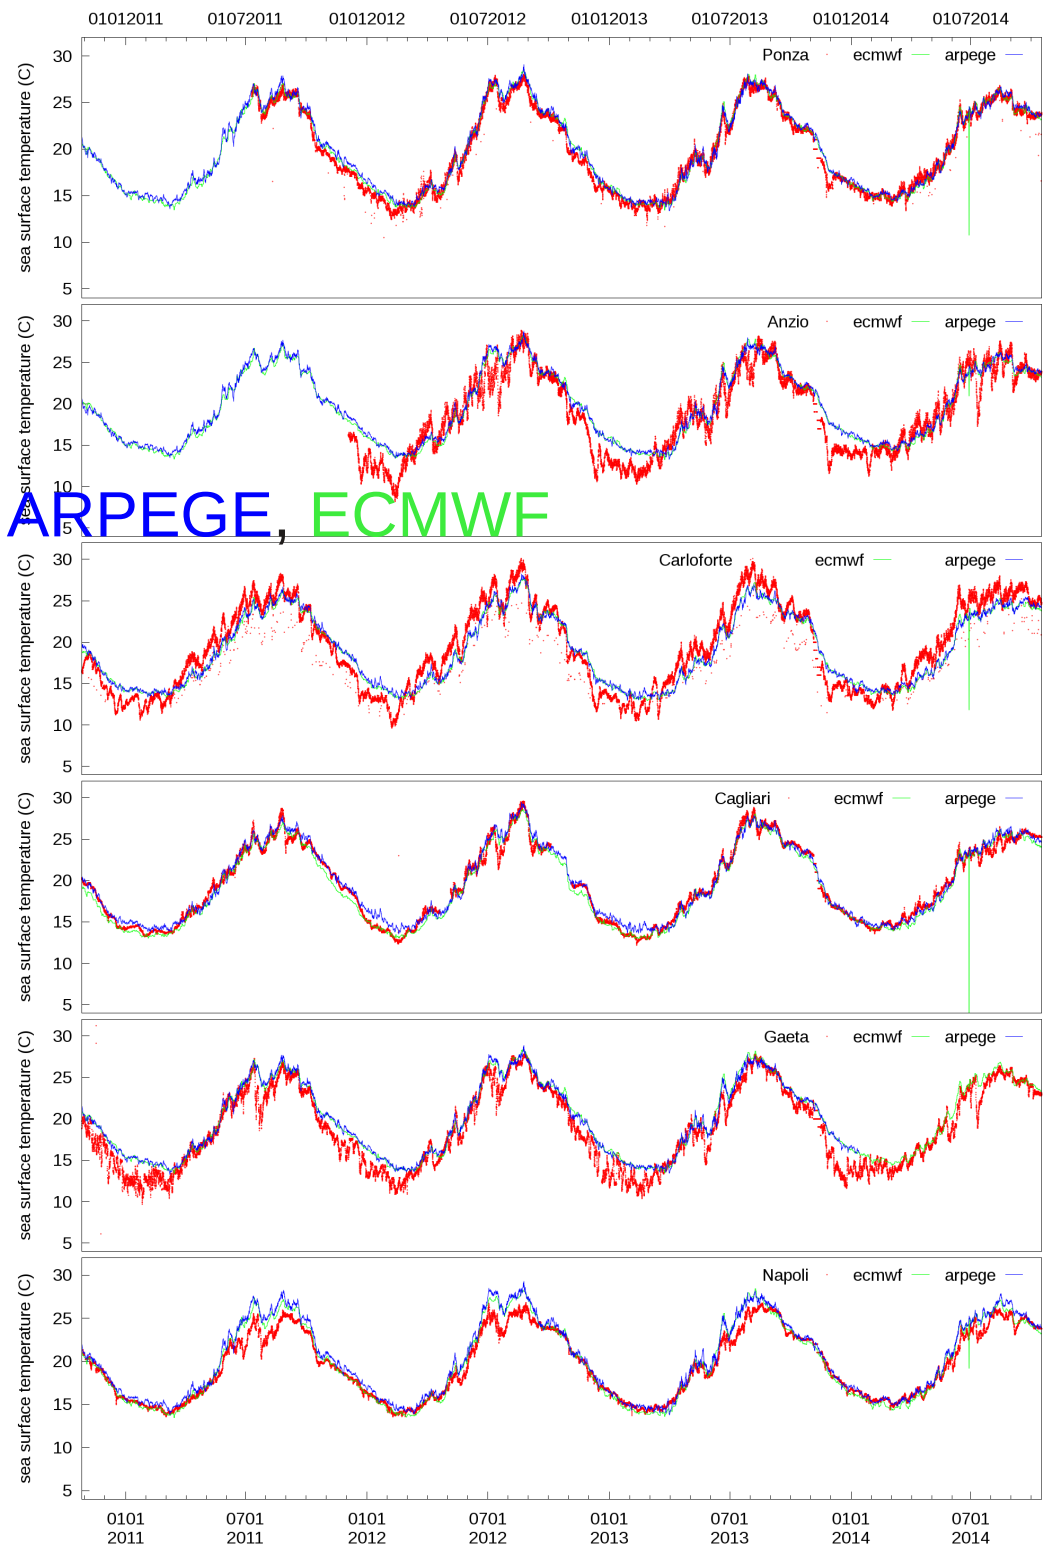 01012011 01072011 01012012 01072012 01012013 01072013 01012014 01072014
sea surface temperature (C)
30
25
20
15
10
5
Ponza ecmwf arpege
sea surface temperature (C)
30
25
20
15
10
5
Anzio ecmwf arpege
ARPEGE, ECMWF
sea surface temperature (C)
30
25
20
15
10
5
Carloforte ecmwf arpege
sea surface temperature (C)
30
25
20
15
10
5
Cagliari ecmwf arpege
sea surface temperature (C)
30
25
20
15
10
5
Gaeta ecmwf arpege
sea surface temperature (C)
30
25
20
15
10
5
Napoli ecmwf arpege
0101 0701 0101 0701 0101 0701 0101 0701
2011 2011 2012 2012 2013 2013 2014 2014